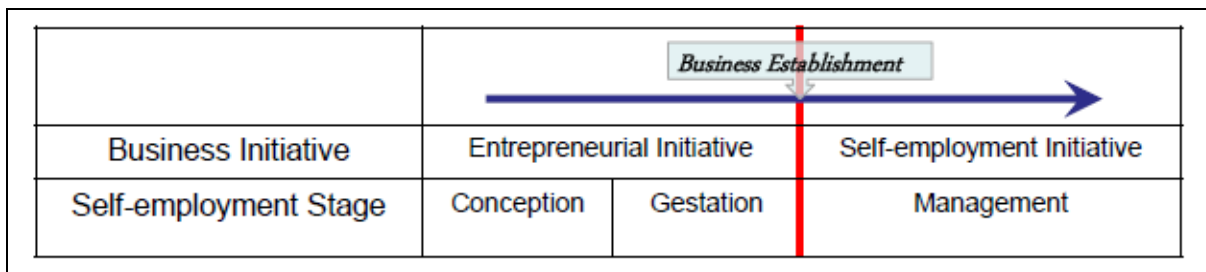 Business Establishment
Business Initiative Entrepreneurial Initiative Self-employment Initiative
Self-employment Stage Conception Gestation Management